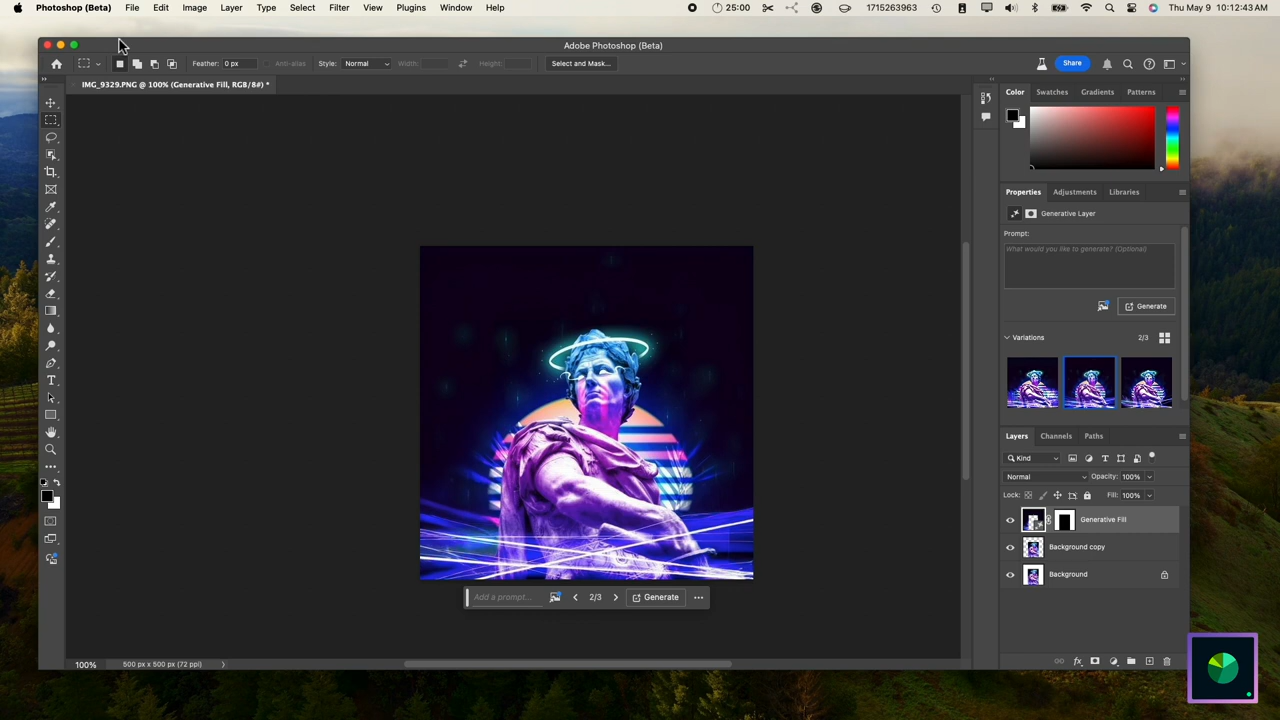 Photoshop (Beta) File Edit Image Layer Type Select Filter View Plugins Window Help 25:00 1715263963 Thu May 9 10:12:43 AM
Adobe Photoshop (Beta)
Feather: 0 px Anti-alias Style: Normal Width: Height: Select and Mask... Share
IMG_9329.PNG @ 100% (Generative Fill, RGB/8#) *
Color Swatches Gradients Patterns
Properties Adjustments Libraries
Generative Layer
Prompt:
What would you like to generate? (Optional)
Generate
Variations 2/3
Layers Channels Paths
Kind
Normal Opacity: 100%
Lock: Fill: 100%
Generative Fill
Background copy
Background
Add a prompt... 2/3 Generate
100% 500 px x 500 px (72 ppi)